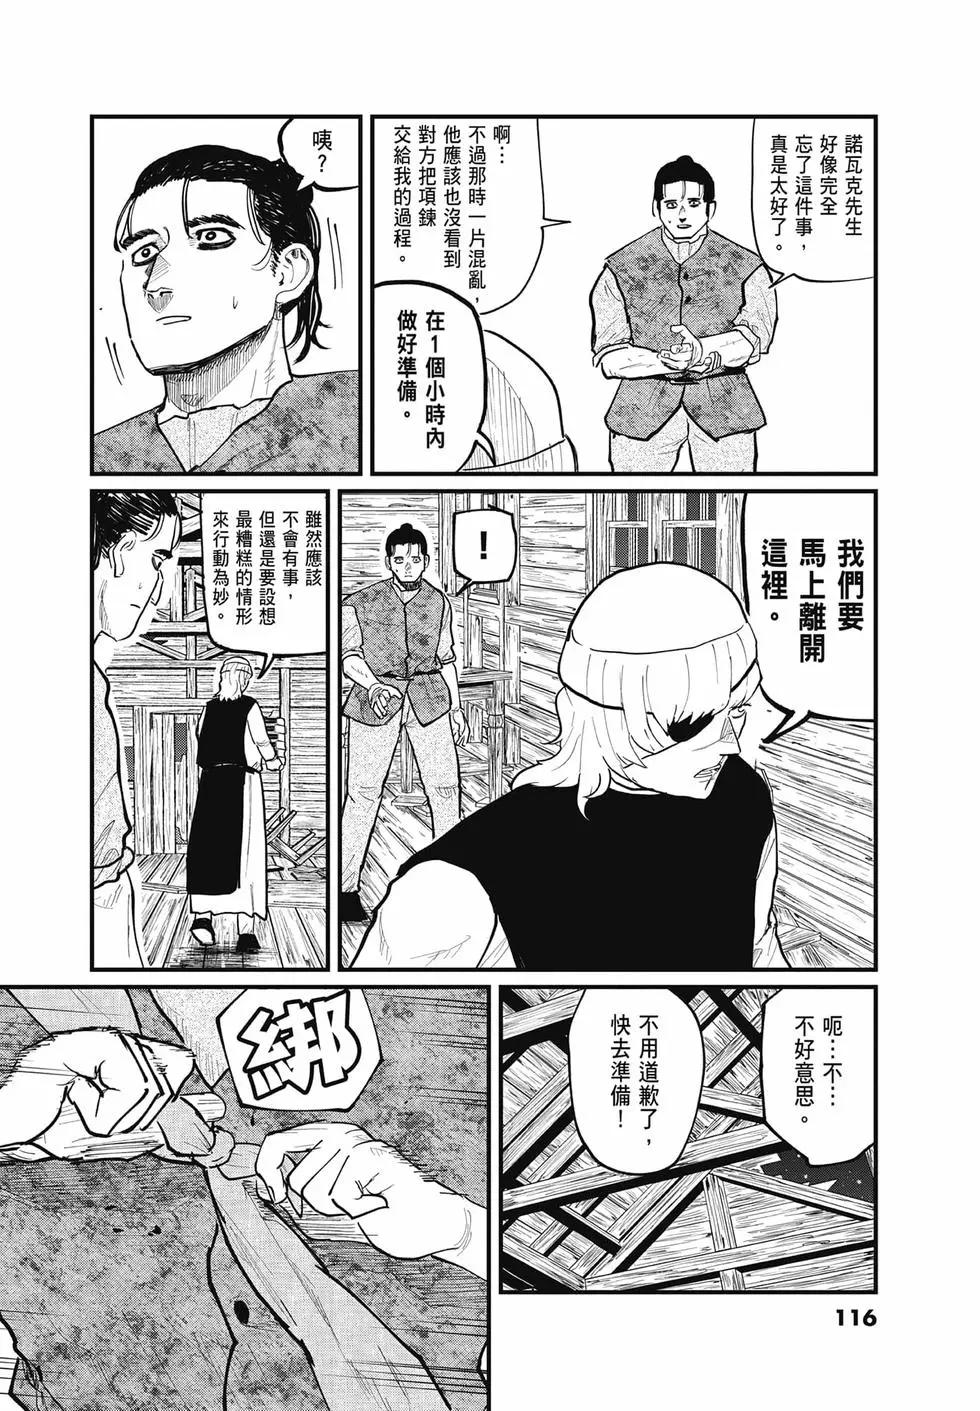 諾瓦克先生
好像完全
忘了這件事，
真是太好了。
啊…
不過那時一片混亂，
他應該也沒看到
對方把項鍊
交給我的過程。
在1個小時內
做好準備。
咦？
我們要
馬上離開
這裡。
！
雖然應該
不會有事，
但還是要設想
最糟糕的情形
來行動為妙。
呃…不…
不好意思。
不用道歉了，
快去準備！
綁
116